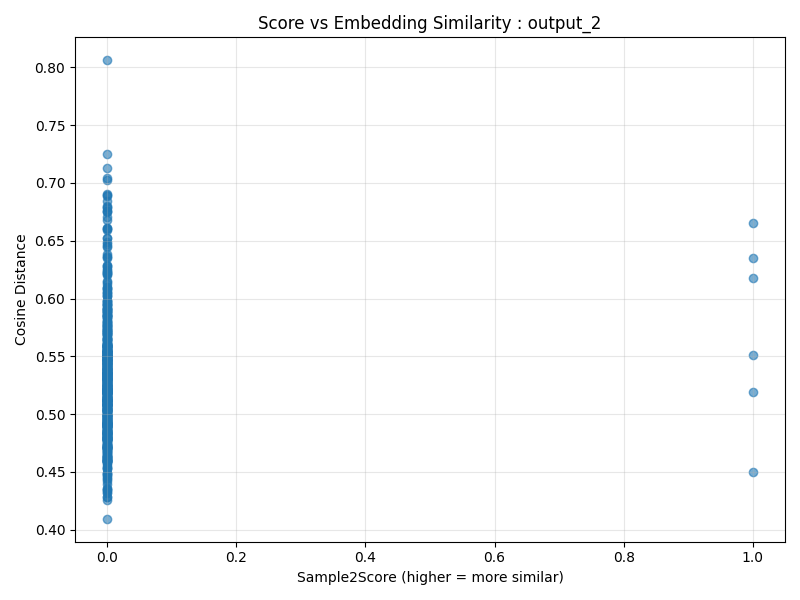 Score vs Embedding Similarity : output_2
Cosine Distance
0.80
0.75
0.70
0.65
0.60
0.55
0.50
0.45
0.40
0.0 0.2 0.4 0.6 0.8 1.0
Sample2Score (higher = more similar)